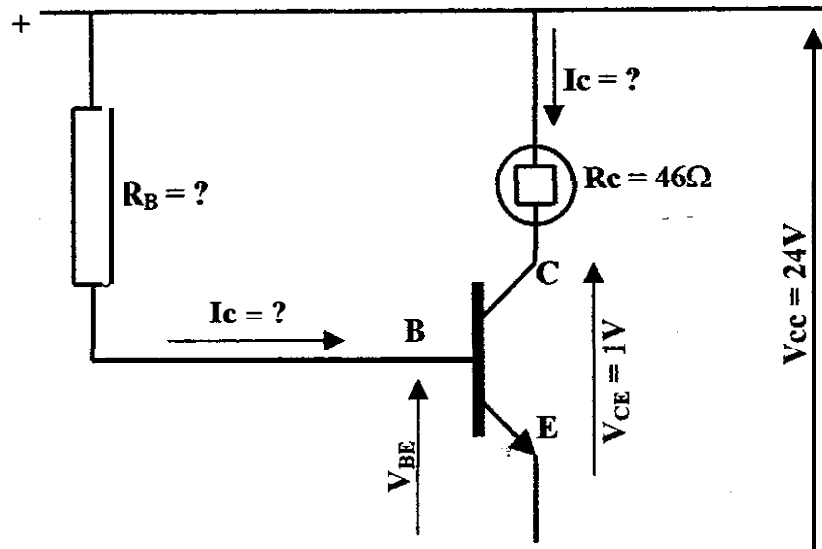 +
Ic = ?
R_B = ?
Rc = 46Ω
Ic = ?
B
C
E
V_BE
V_CE = 1V
Vcc = 24V